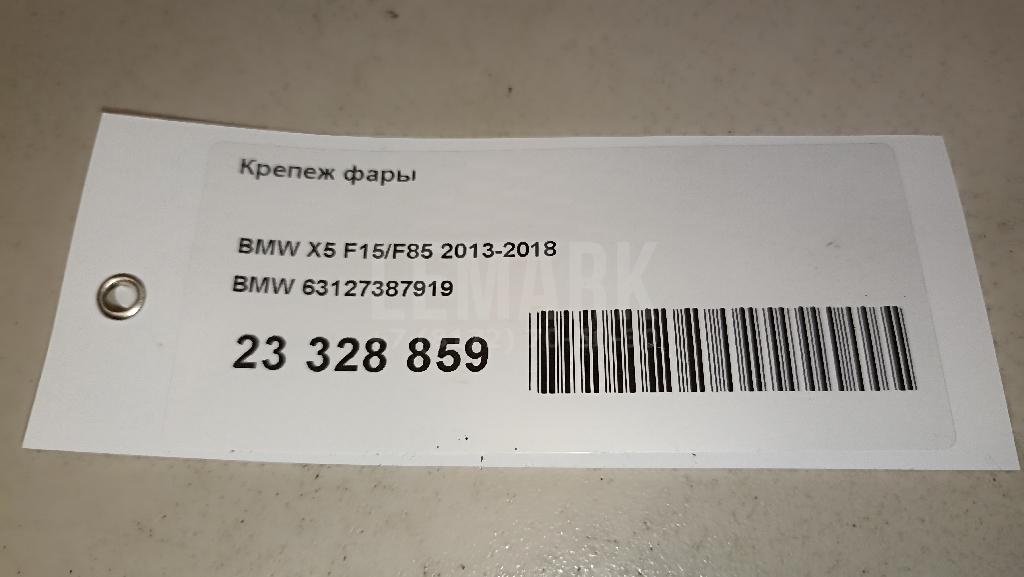 Крепеж фары
BMW X5 F15/F85 2013-2018
BMW 63127387919
LEMARK
23 328 859